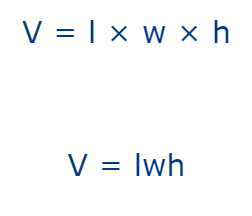 V = l × w × h
V = lwh